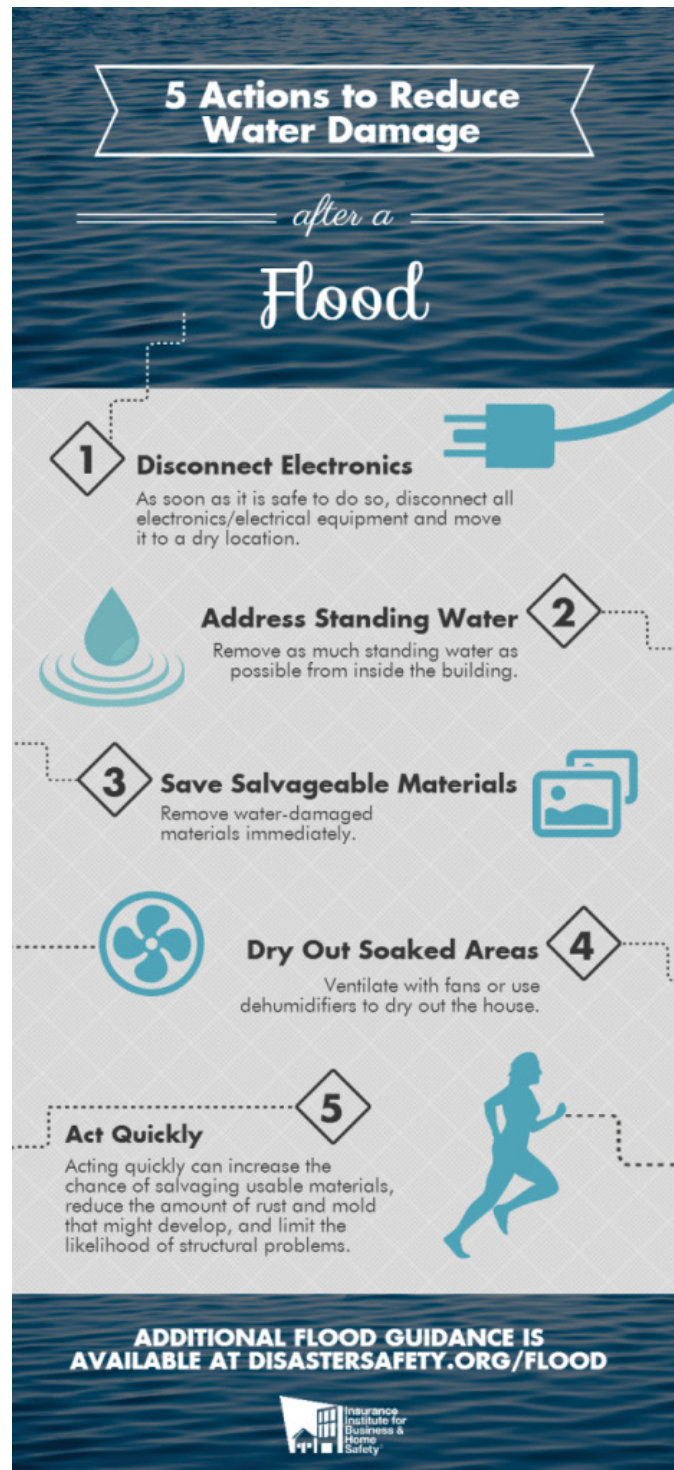 5 Actions to Reduce
Water Damage
after a
Flood
1
Disconnect Electronics
As soon as it is safe to do so, disconnect all
electronics/electrical equipment and move
it to a dry location.
2
Address Standing Water
Remove as much standing water as
possible from inside the building.
3
Save Salvageable Materials
Remove water-damaged
materials immediately.
4
Dry Out Soaked Areas
Ventilate with fans or use
dehumidifiers to dry out the house.
5
Act Quickly
Acting quickly can increase the
chance of salvaging usable materials,
reduce the amount of rust and mold
that might develop, and limit the
likelihood of structural problems.
ADDITIONAL FLOOD GUIDANCE IS
AVAILABLE AT DISASTERSAFETY.ORG/FLOOD
Insurance
Institute for
Business &
Home
Safety